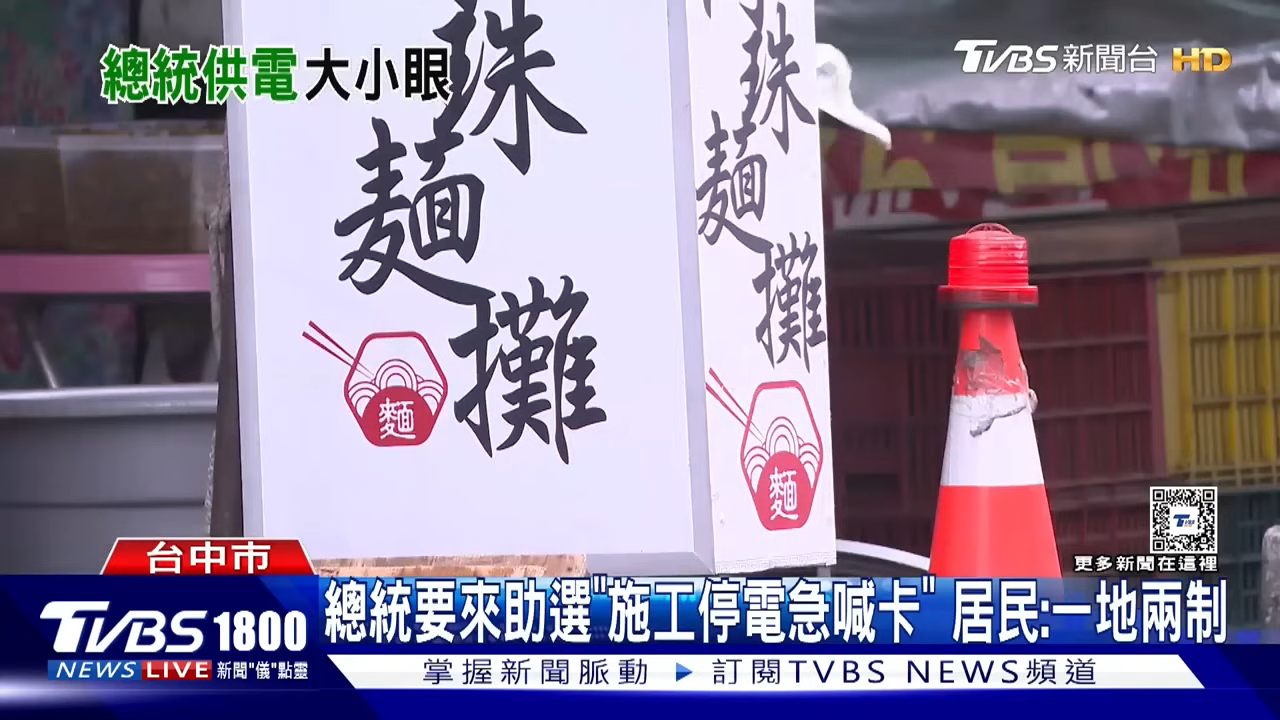 總統供電大小眼
TVBS新聞台 HD
珠
麵
攤
麵
珠
麵
攤
麵
更多新聞在這裡
台中市
總統要來助選"施工停電急喊卡" 居民:一地兩制
TVBS 1800
NEWS LIVE 新聞"儀"點靈
掌握新聞脈動 ▶ 訂閱TVBS NEWS頻道